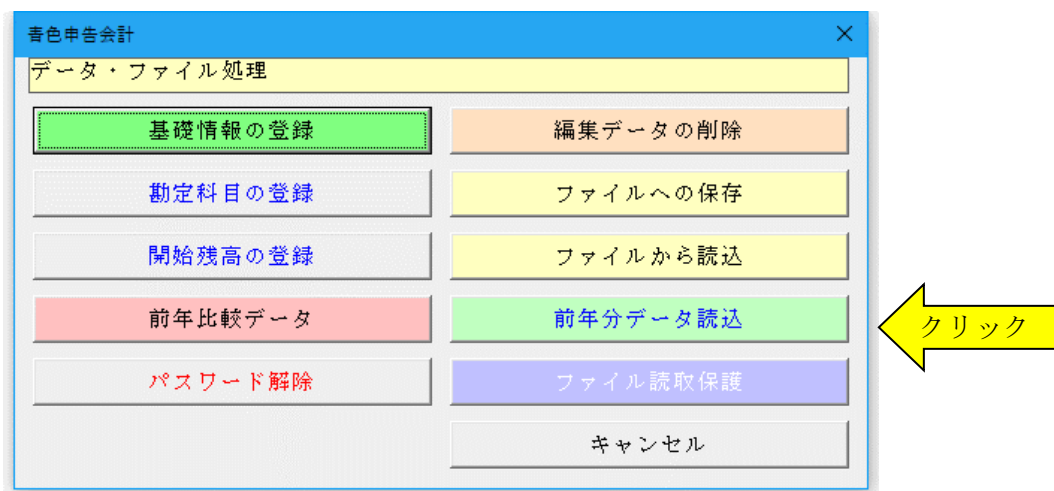 青色申告会計
データ・ファイル処理
基礎情報の登録
編集データの削除
勘定科目の登録
ファイルへの保存
開始残高の登録
ファイルから読込
前年比較データ
前年分データ読込
クリック
パスワード解除
ファイル読取保護
キャンセル